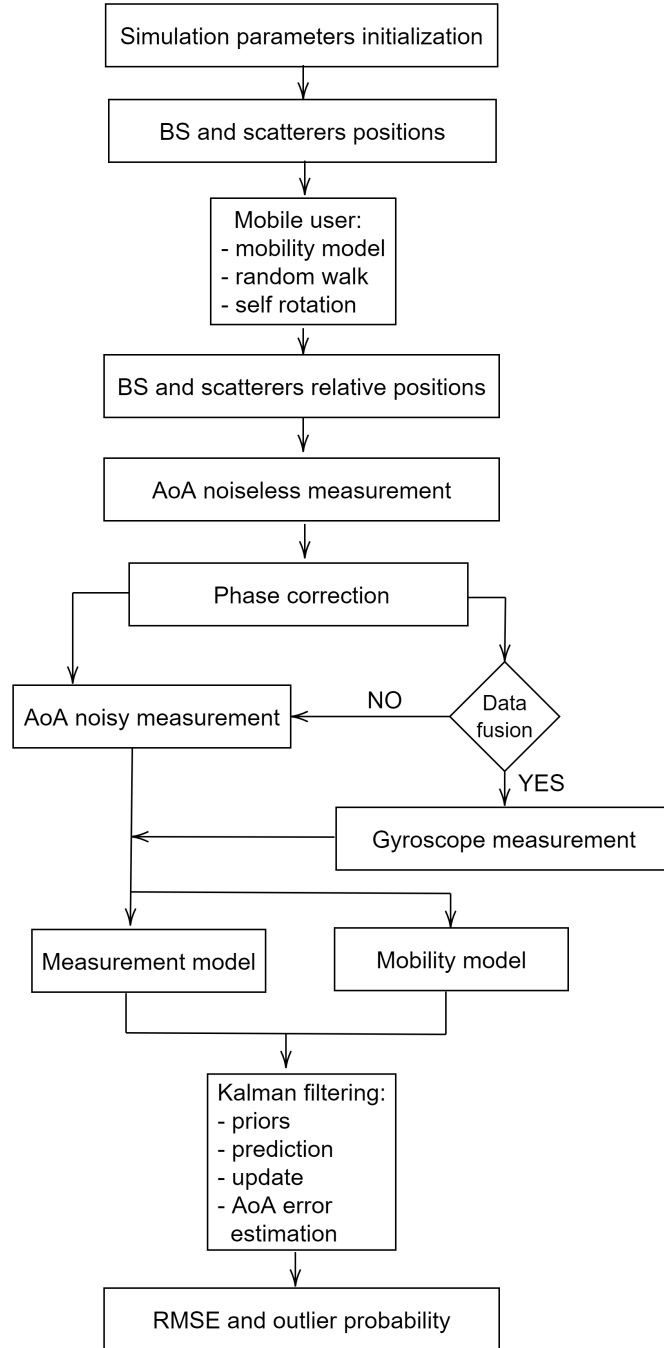 Simulation parameters initialization
BS and scatterers positions
Mobile user:
- mobility model
- random walk
- self rotation
BS and scatterers relative positions
AoA noiseless measurement
Phase correction
AoA noisy measurement
NO
Data
fusion
YES
Gyroscope measurement
Measurement model
Mobility model
Kalman filtering:
- priors
- prediction
- update
- AoA error
estimation
RMSE and outlier probability